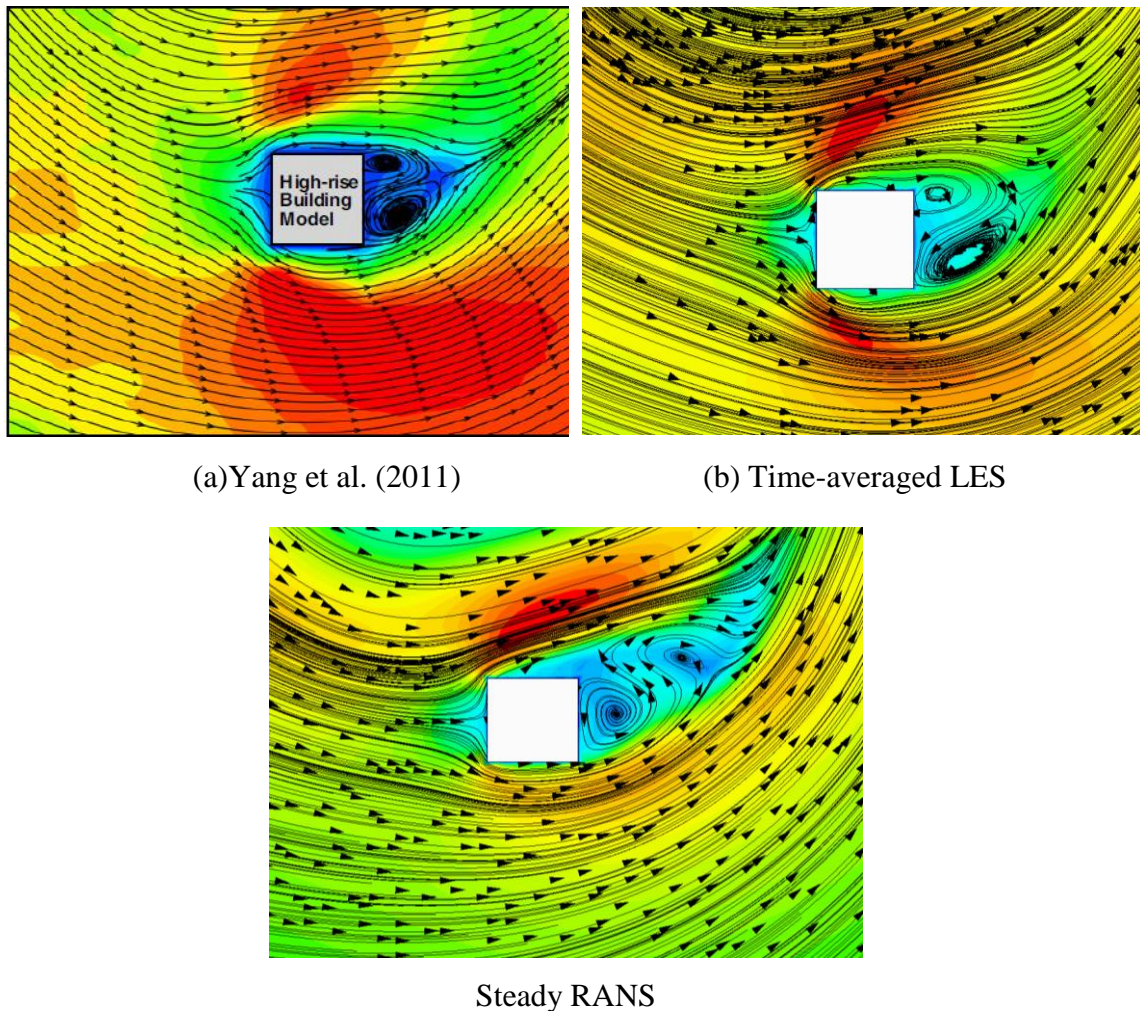 High-rise
Building
Model
(a)Yang et al. (2011)
(b) Time-averaged LES
Steady RANS